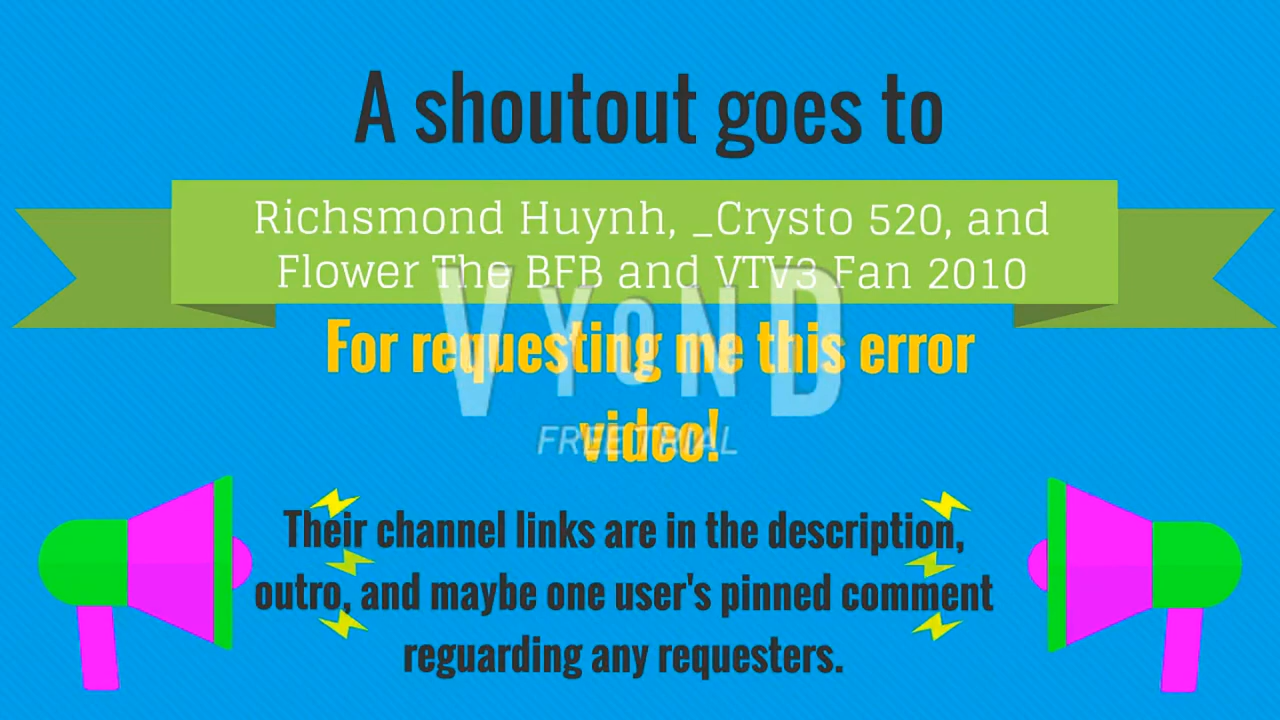 A shoutout goes to
Richsmond Huynh, _Crysto 520, and
Flower The BFB and VTV3 Fan 2010
For requesting me this error
video!
VYOND
FREE TRIAL
Their channel links are in the description,
outro, and maybe one user's pinned comment
reguarding any requesters.